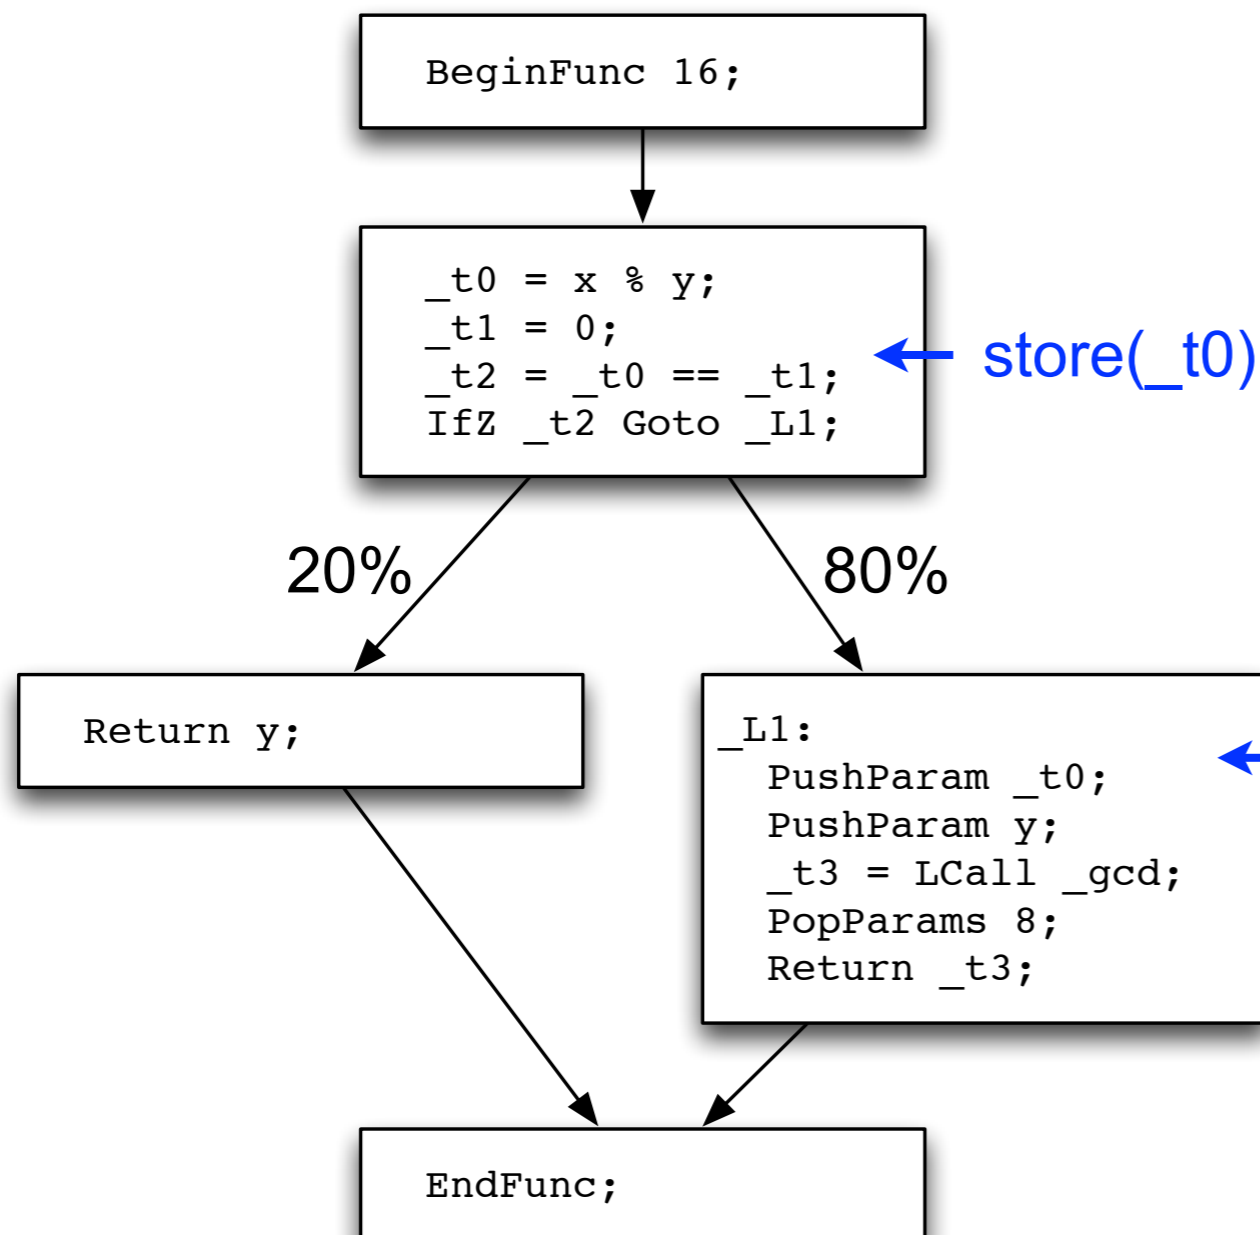 BeginFunc 16;
_t0 = x % y;
_t1 = 0;
_t2 = _t0 == _t1;
IfZ _t2 Goto _L1;
store(_t0)
20%
80%
Return y;
_L1:
PushParam _t0;
PushParam y;
_t3 = LCall _gcd;
PopParams 8;
Return _t3;
EndFunc;